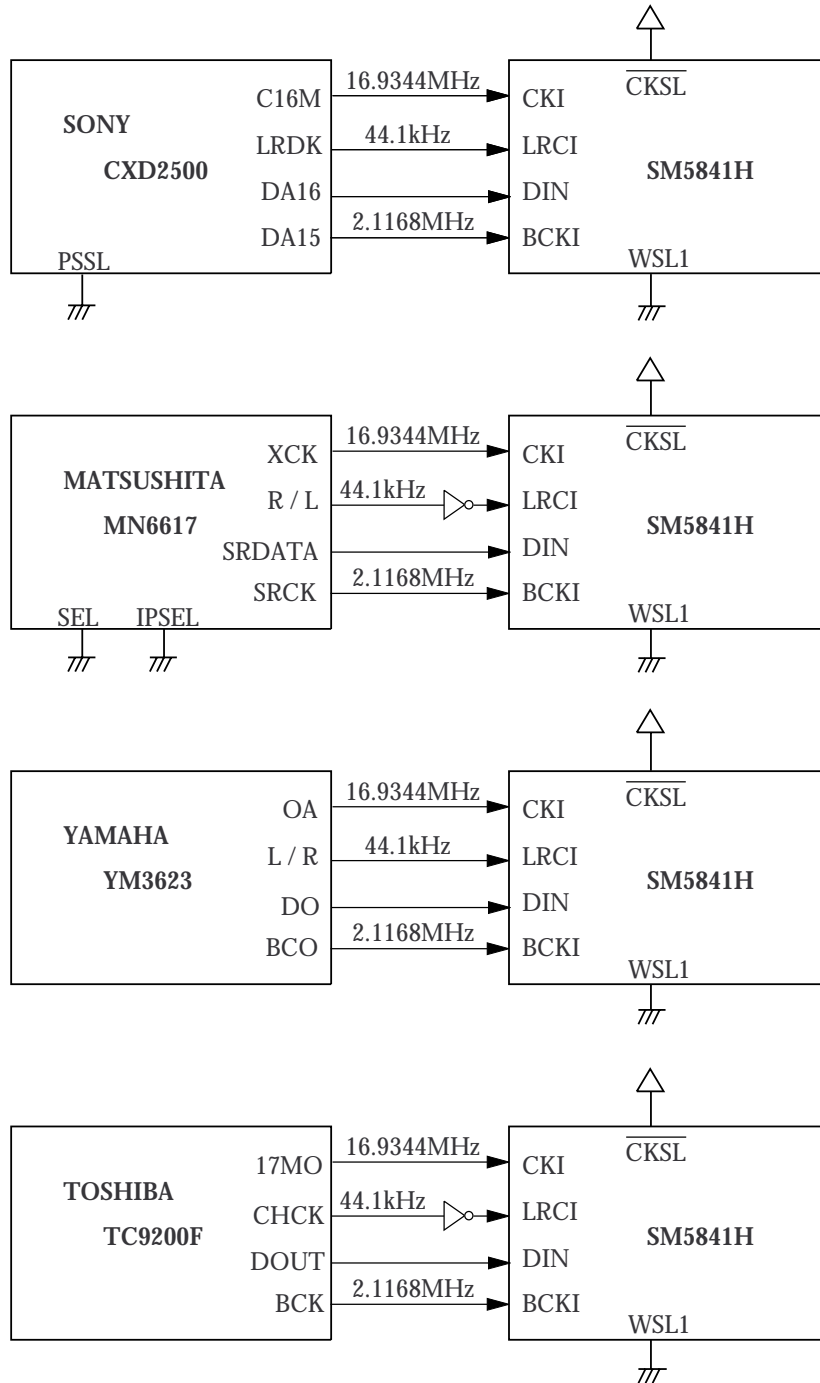 C16M 16.9344MHz CKI CKSL
SONY
CXD2500
LRDK 44.1kHz LRCI
SM5841H
DA16 DIN
DA15 2.1168MHz BCKI
PSSL WSL1
XCK 16.9344MHz CKI CKSL
MATSUSHITA
MN6617
R / L 44.1kHz LRCI
SM5841H
SRDATA DIN
SRCK 2.1168MHz BCKI
SEL IPSEL WSL1
OA 16.9344MHz CKI CKSL
YAMAHA
YM3623
L / R 44.1kHz LRCI
SM5841H
DO DIN
BCO 2.1168MHz BCKI
WSL1
17MO 16.9344MHz CKI CKSL
TOSHIBA
TC9200F
CHCK 44.1kHz LRCI
SM5841H
DOUT DIN
BCK 2.1168MHz BCKI
WSL1